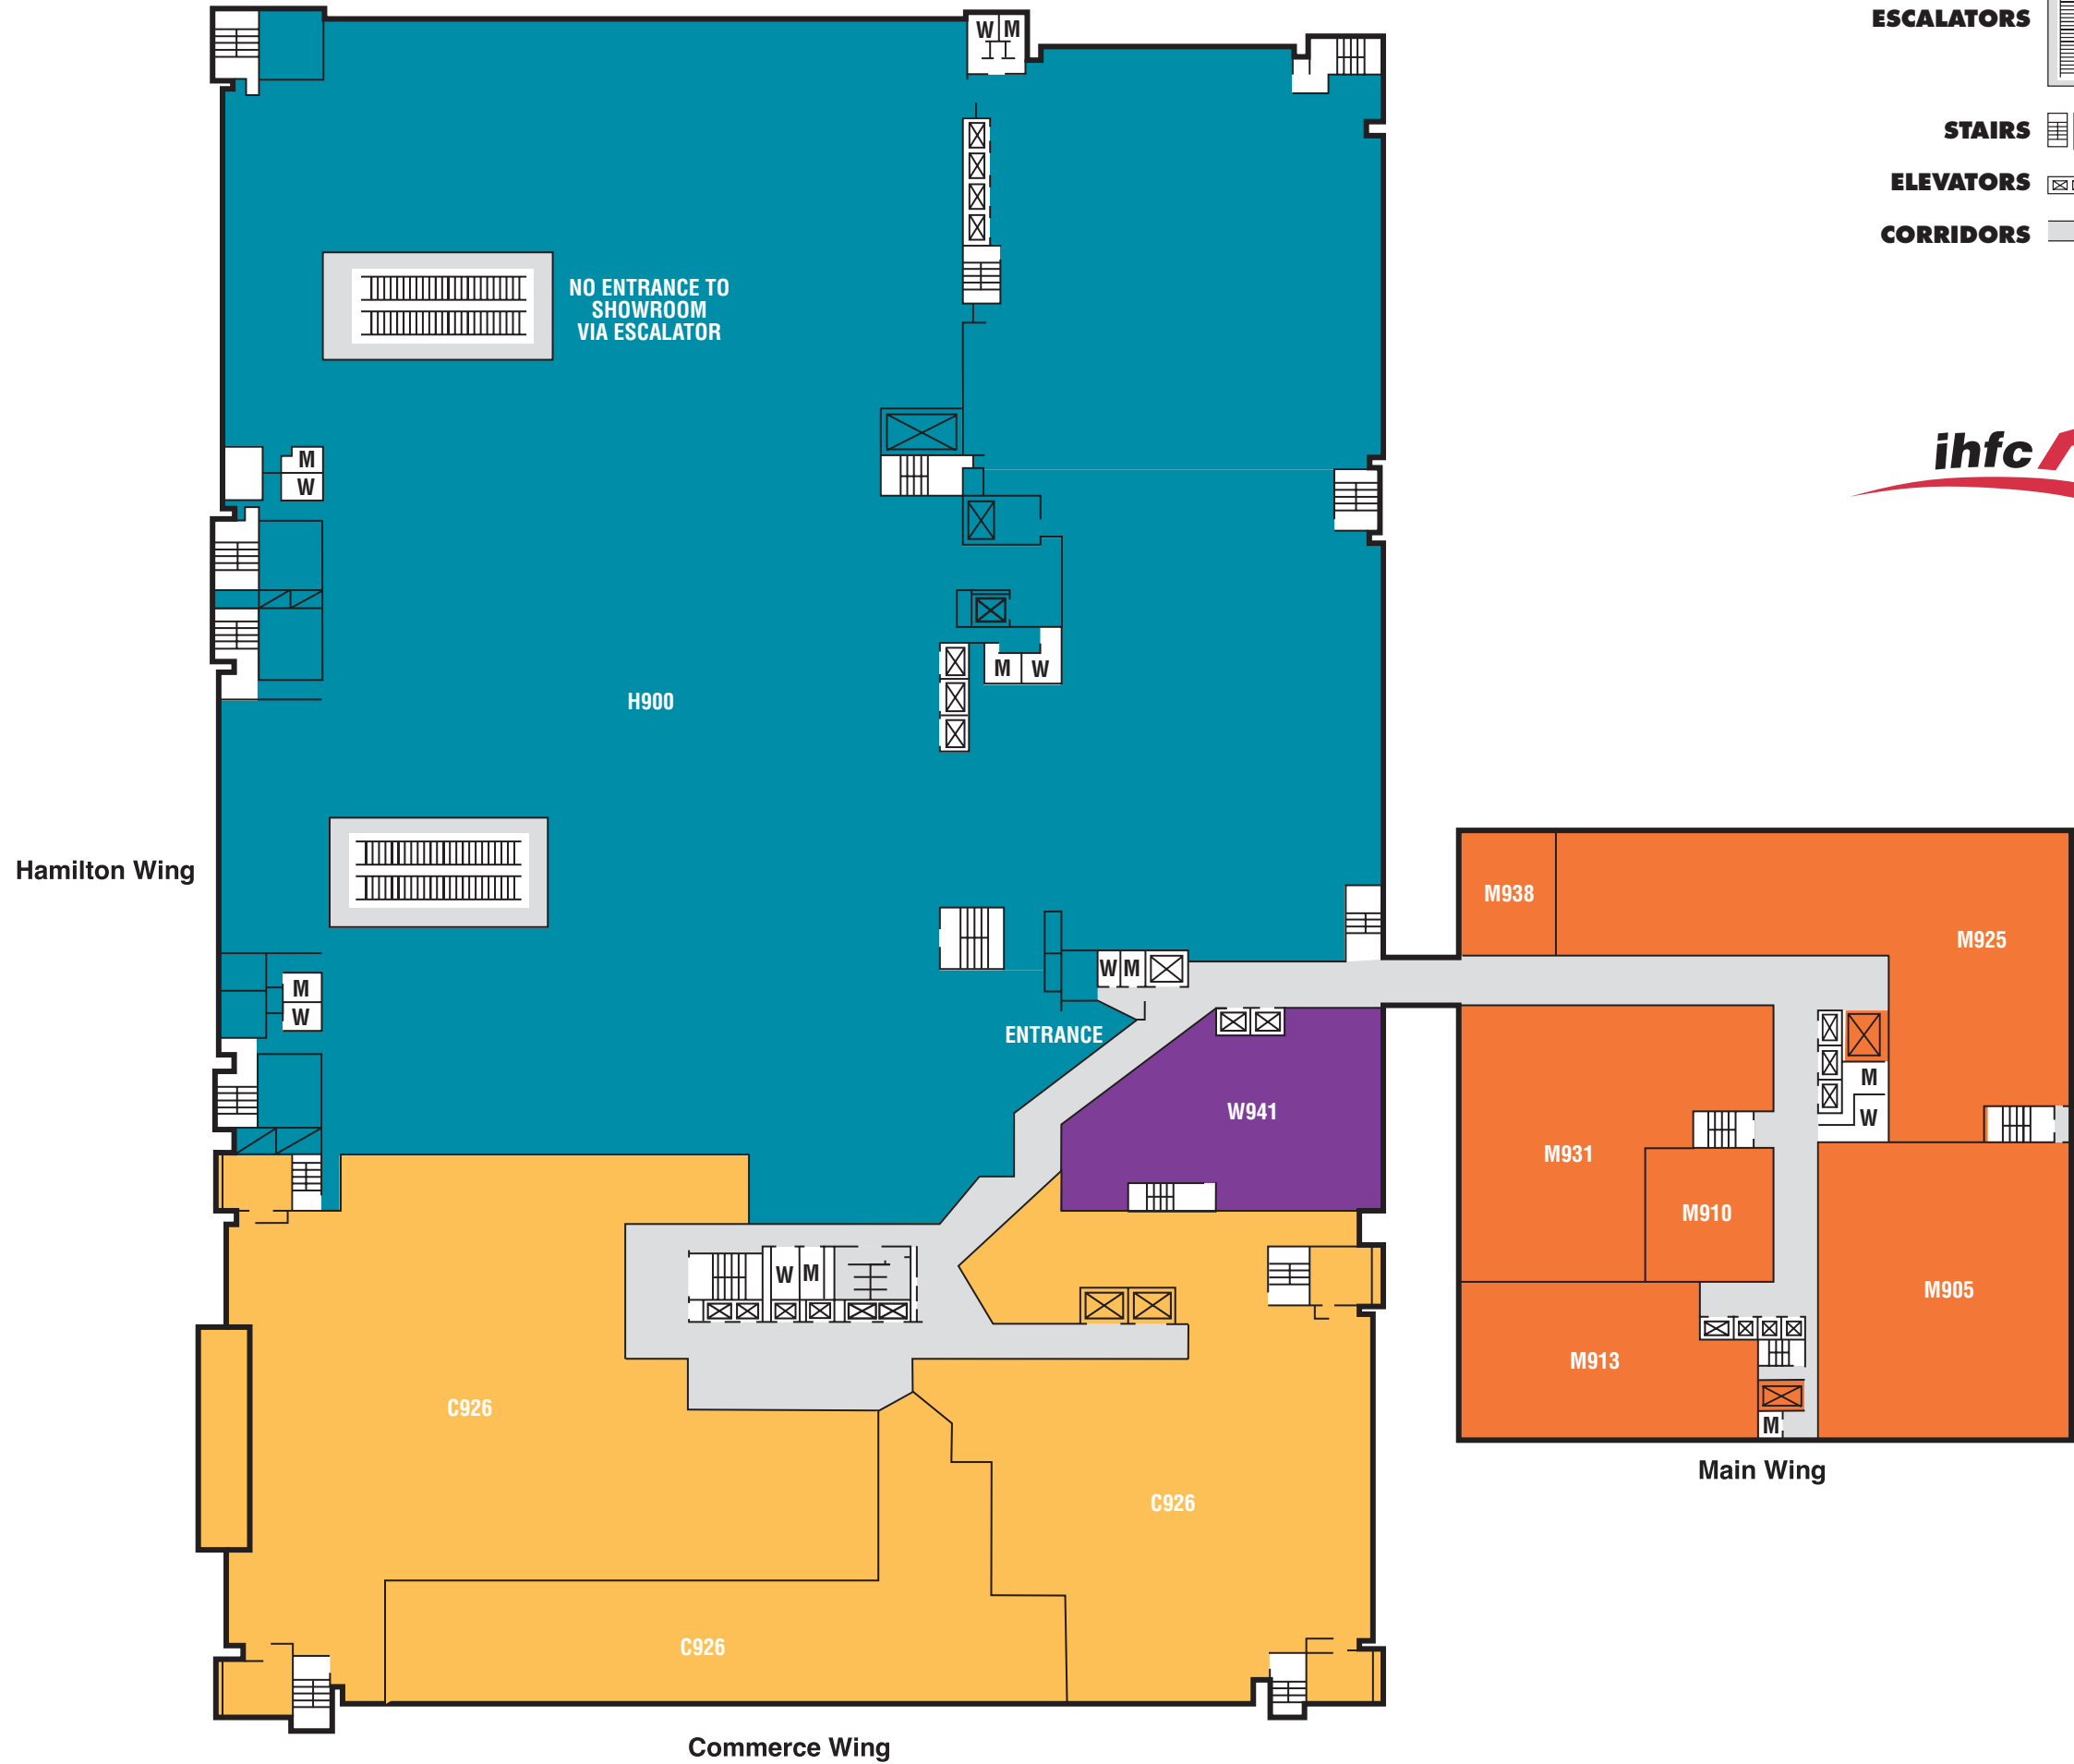 ESCALATORS
STAIRS
ELEVATORS
CORRIDORS
ihfc
W M
NO ENTRANCE TO
SHOWROOM
VIA ESCALATOR
M
W
M W
H900
Hamilton Wing
M938
M925
W M
M
W
ENTRANCE
W941
M
W
M931
M910
M905
W M
M913
M
C926
Main Wing
C926
C926
Commerce Wing